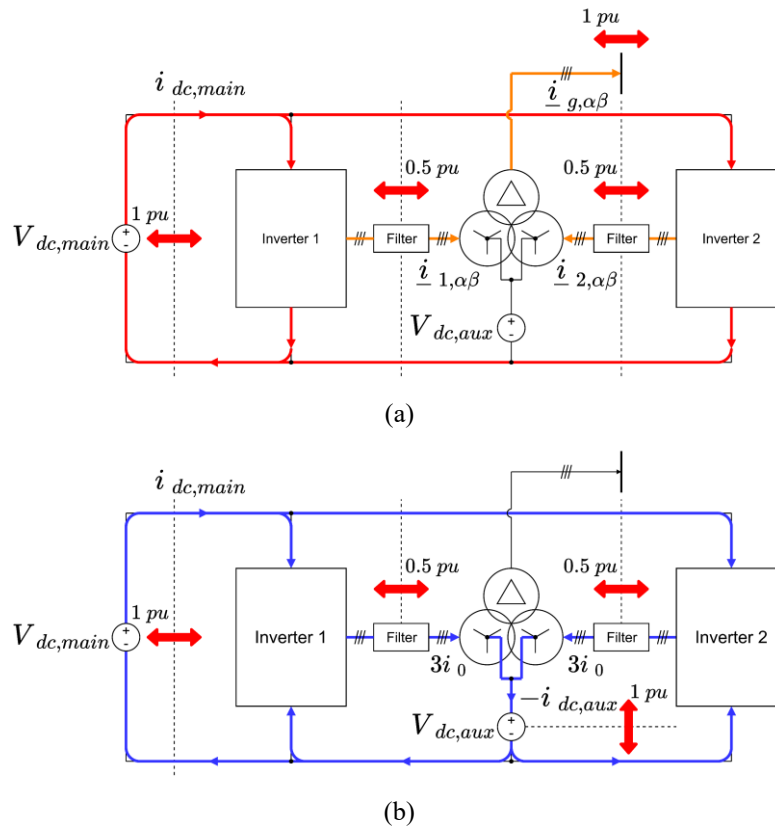 1 pu
i dc,main
i g,αβ
0.5 pu
0.5 pu
1 pu
V dc,main
+
-
Inverter 1
Filter
Filter
Inverter 2
i 1,αβ
i 2,αβ
V dc,aux
+
-
(a)
i dc,main
0.5 pu
0.5 pu
1 pu
V dc,main
+
-
Inverter 1
Filter
Filter
Inverter 2
3i 0
3i 0
−i dc,aux
1 pu
V dc,aux
+
-
(b)